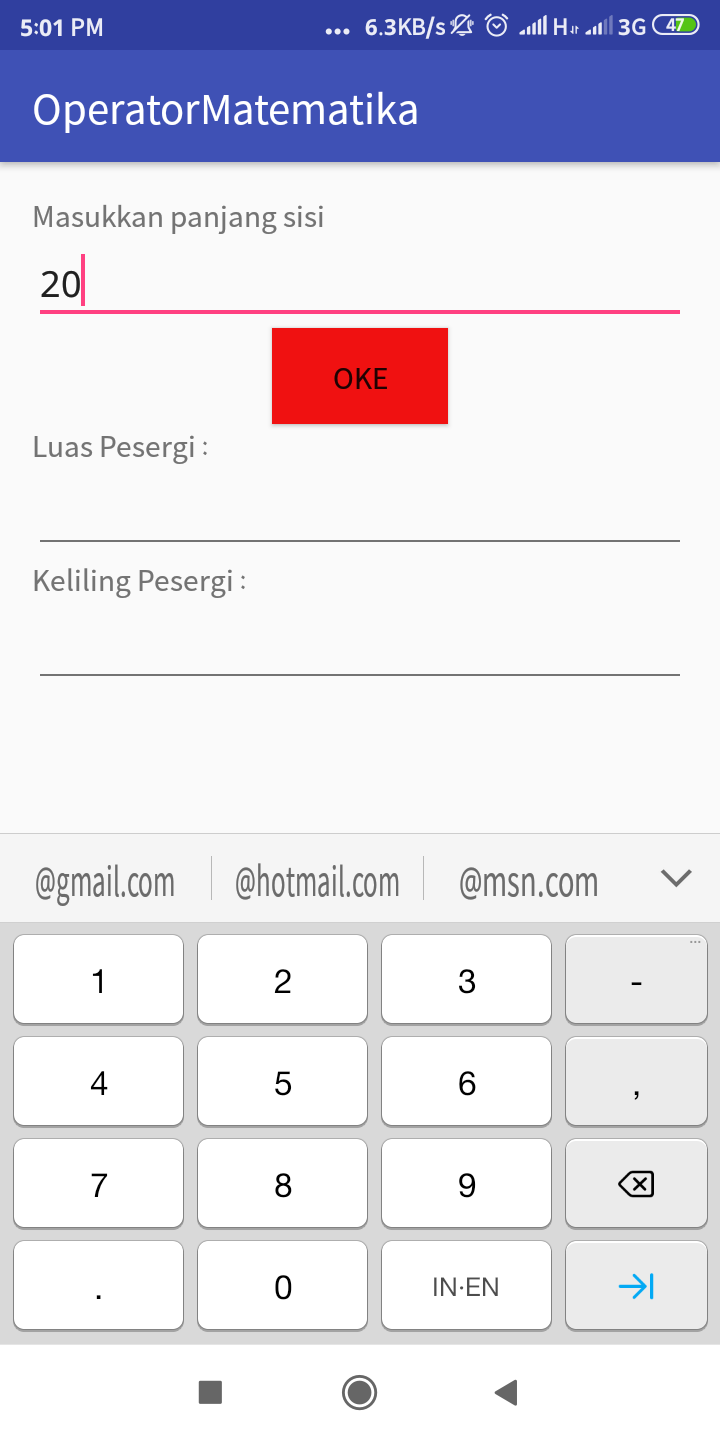 5:01 PM ... 6.3KB/s H 3G 47
OperatorMatematika
Masukkan panjang sisi
20
OKE
Luas Pesergi :
Keliling Pesergi :
@gmail.com @hotmail.com @msn.com
1 2 3 -
4 5 6 ,
7 8 9
. 0 IN·EN